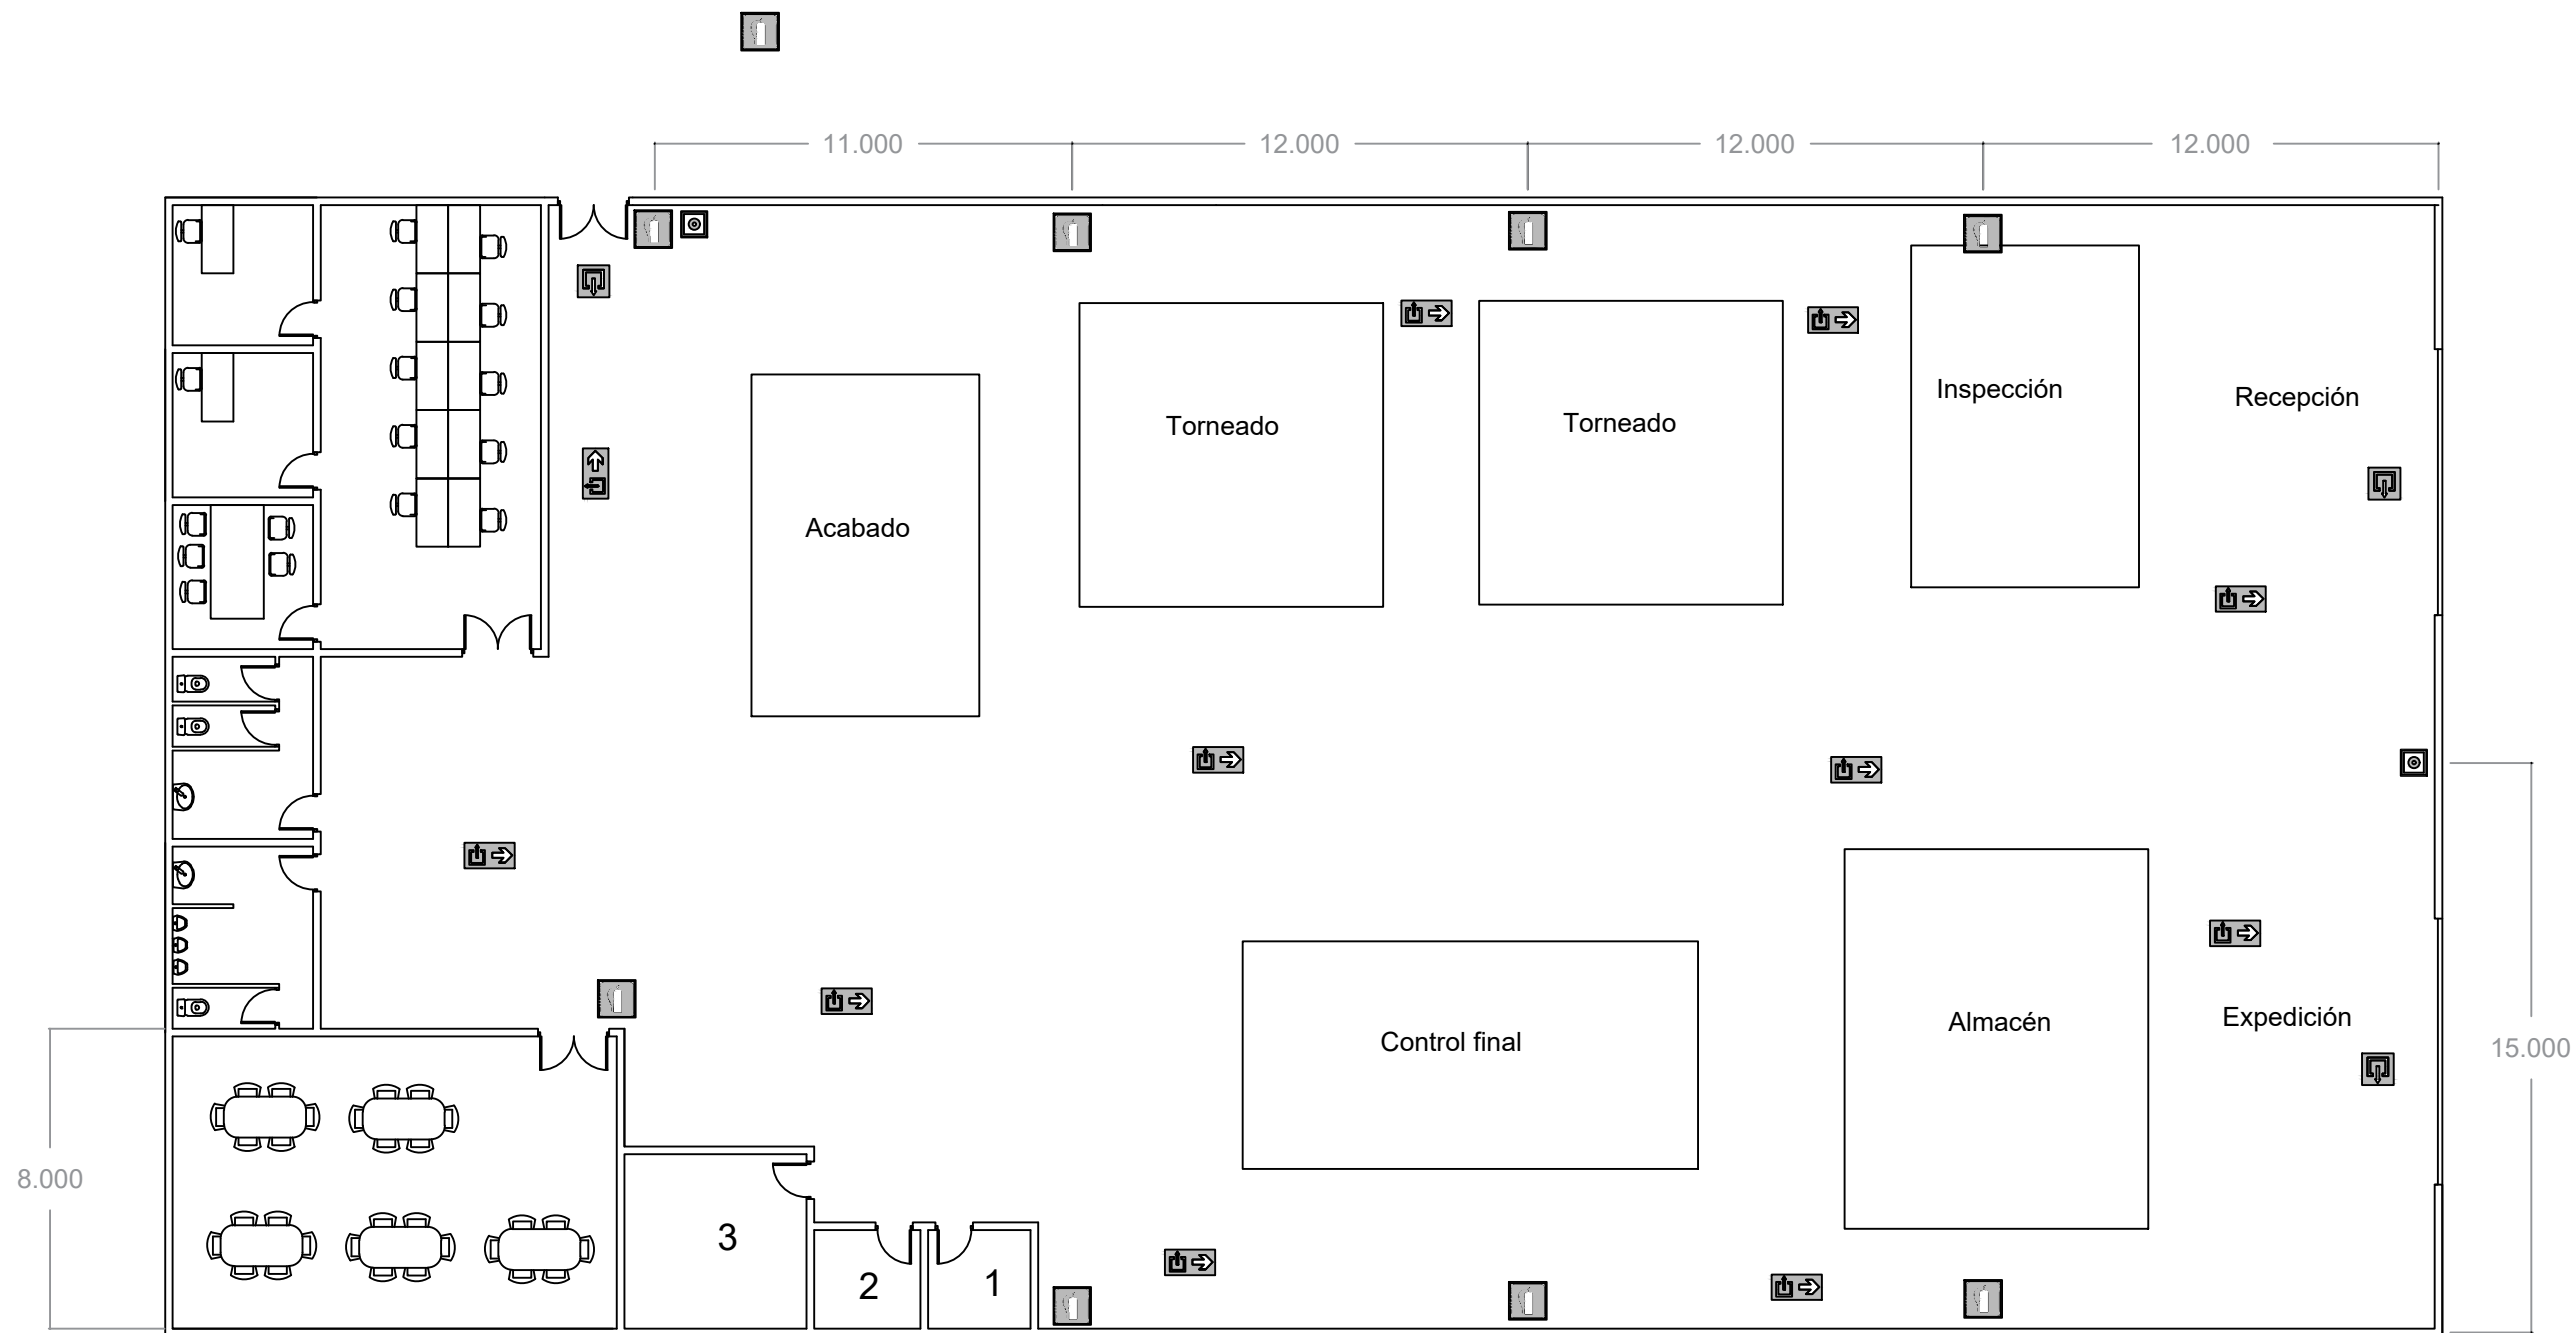 11.000
12.000
12.000
12.000
Inspección
Recepción
Torneado
Torneado
Acabado
Expedición
Almacén
Control final
15.000
8.000
3
2
1